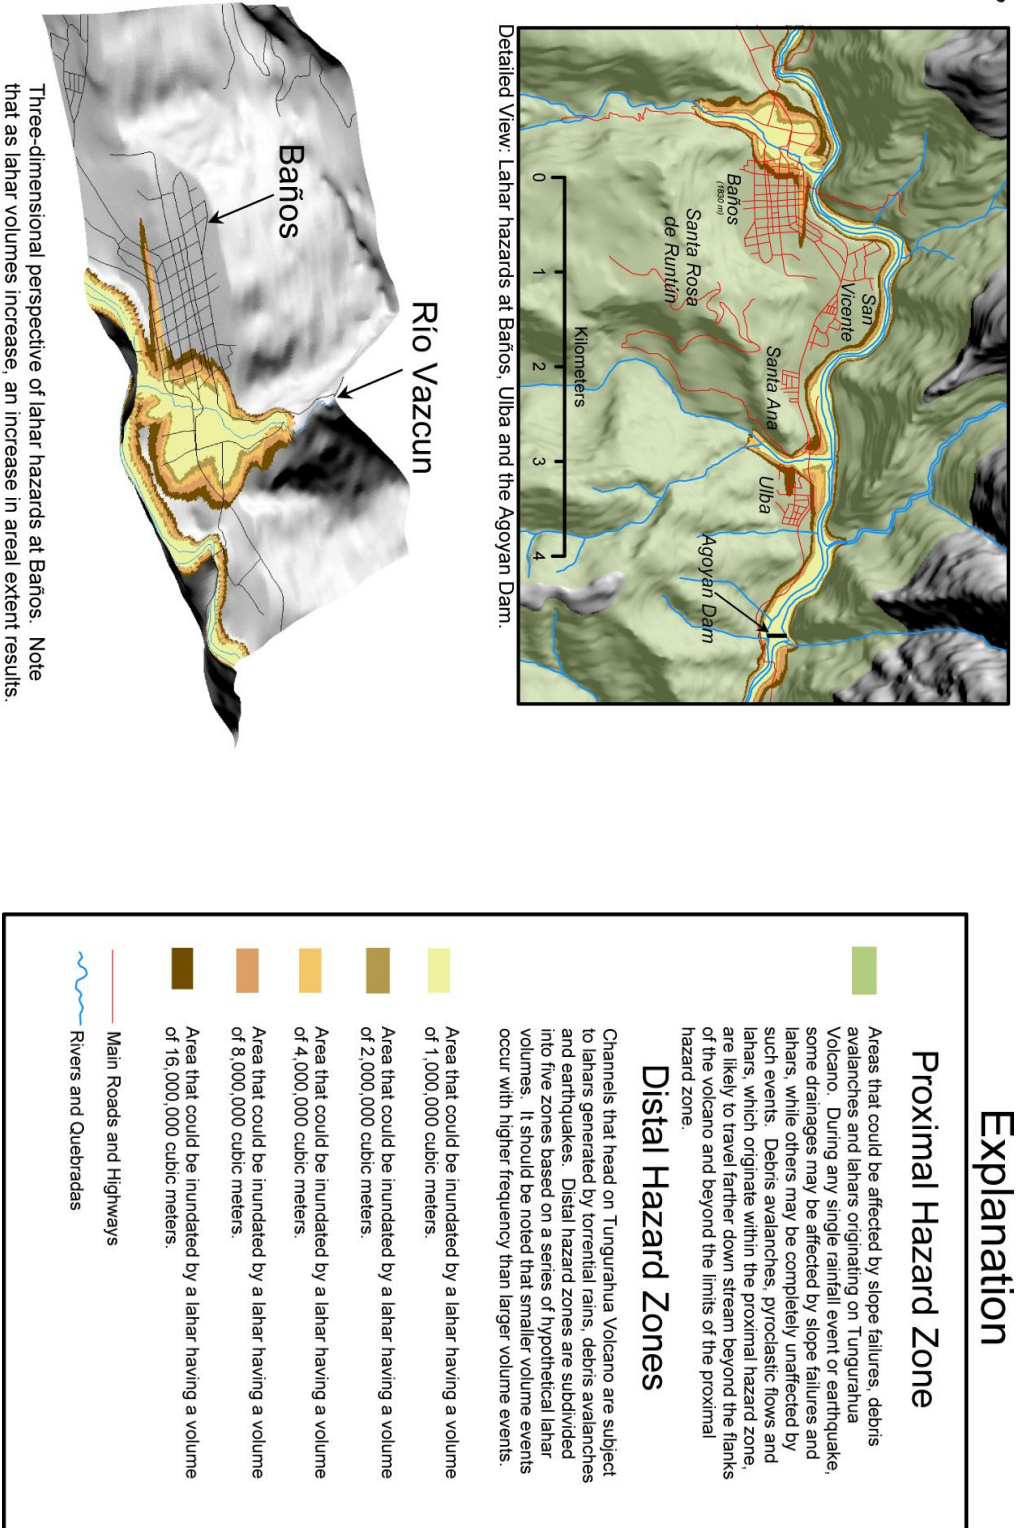 Detailed View: Lahar hazards at Baños, Ulba and the Agoyan Dam.
Baños
(1830 m)
Santa Rosa
de Runtún
San
Vicente
Santa Ana
Ulba
Agoyan Dam
0 1 2 3 4
Kilometers
Baños
Río Vazcun
Three-dimensional perspective of lahar hazards at Baños. Note
that as lahar volumes increase, an increase in areal extent results.
Explanation
Proximal Hazard Zone
Areas that could be affected by slope failures, debris
avalanches and lahars originating on Tungurahua
Volcano. During any single rainfall event or earthquake,
some drainages may be affected by slope failures and
lahars, while others may be completely unaffected by
such events. Debris avalanches, pyroclastic flows and
lahars, which originate within the proximal hazard zone,
are likely to travel farther down stream beyond the flanks
of the volcano and beyond the limits of the proximal
hazard zone.
Distal Hazard Zones
Channels that head on Tungurahua Volcano are subject
to lahars generated by torrential rains, debris avalanches
and earthquakes. Distal hazard zones are subdivided
into five zones based on a series of hypothetical lahar
volumes. It should be noted that smaller volume events
occur with higher frequency than larger volume events.
Area that could be inundated by a lahar having a volume
of 1,000,000 cubic meters.
Area that could be inundated by a lahar having a volume
of 2,000,000 cubic meters.
Area that could be inundated by a lahar having a volume
of 4,000,000 cubic meters.
Area that could be inundated by a lahar having a volume
of 8,000,000 cubic meters.
Area that could be inundated by a lahar having a volume
of 16,000,000 cubic meters.
Main Roads and Highways
Rivers and Quebradas